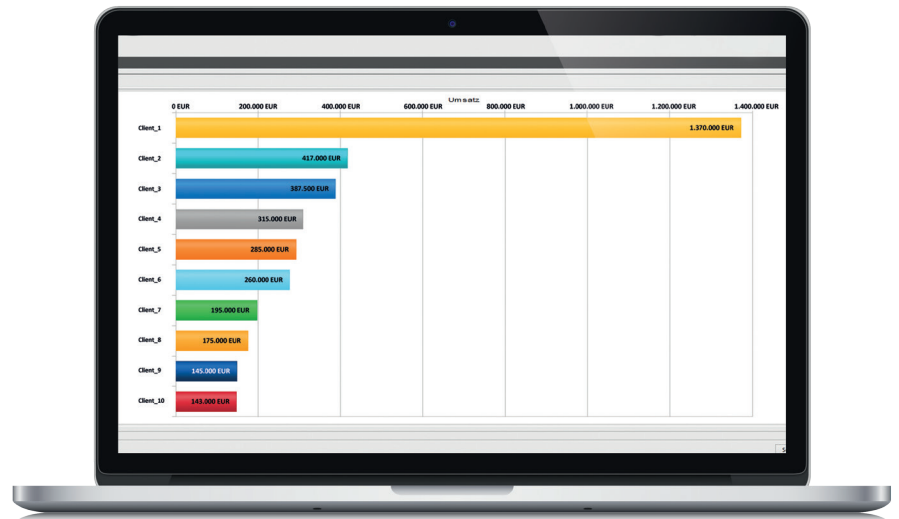 Umsatz
0 EUR 200.000 EUR 400.000 EUR 600.000 EUR 800.000 EUR 1.000.000 EUR 1.200.000 EUR 1.400.000 EUR
Client_1 1.370.000 EUR
Client_2 417.000 EUR
Client_3 387.500 EUR
Client_4 315.000 EUR
Client_5 285.000 EUR
Client_6 260.000 EUR
Client_7 195.000 EUR
Client_8 175.000 EUR
Client_9 145.000 EUR
Client_10 143.000 EUR